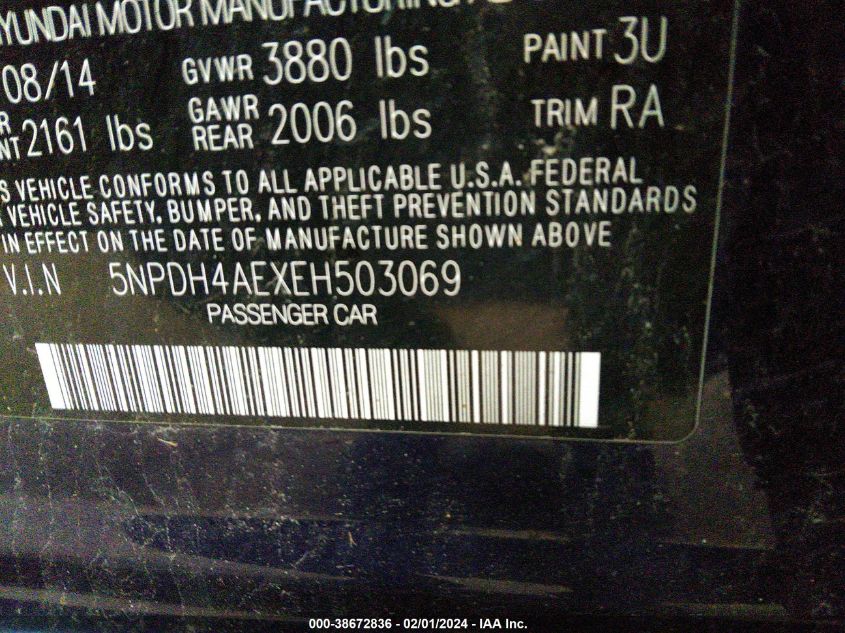 HYUNDAI MOTOR MANUFACTURING
08/14 GVWR 3880 lbs PAINT 3U
2161 lbs GAWR REAR 2006 lbs TRIM RA
VEHICLE CONFORMS TO ALL APPLICABLE U.S.A. FEDERAL
VEHICLE SAFETY, BUMPER, AND THEFT PREVENTION STANDARDS
IN EFFECT ON THE DATE OF MANUFACTURE SHOWN ABOVE
V.I.N 5NPDH4AEXEH503069
PASSENGER CAR
000-38672836 - 02/01/2024 - IAA Inc.